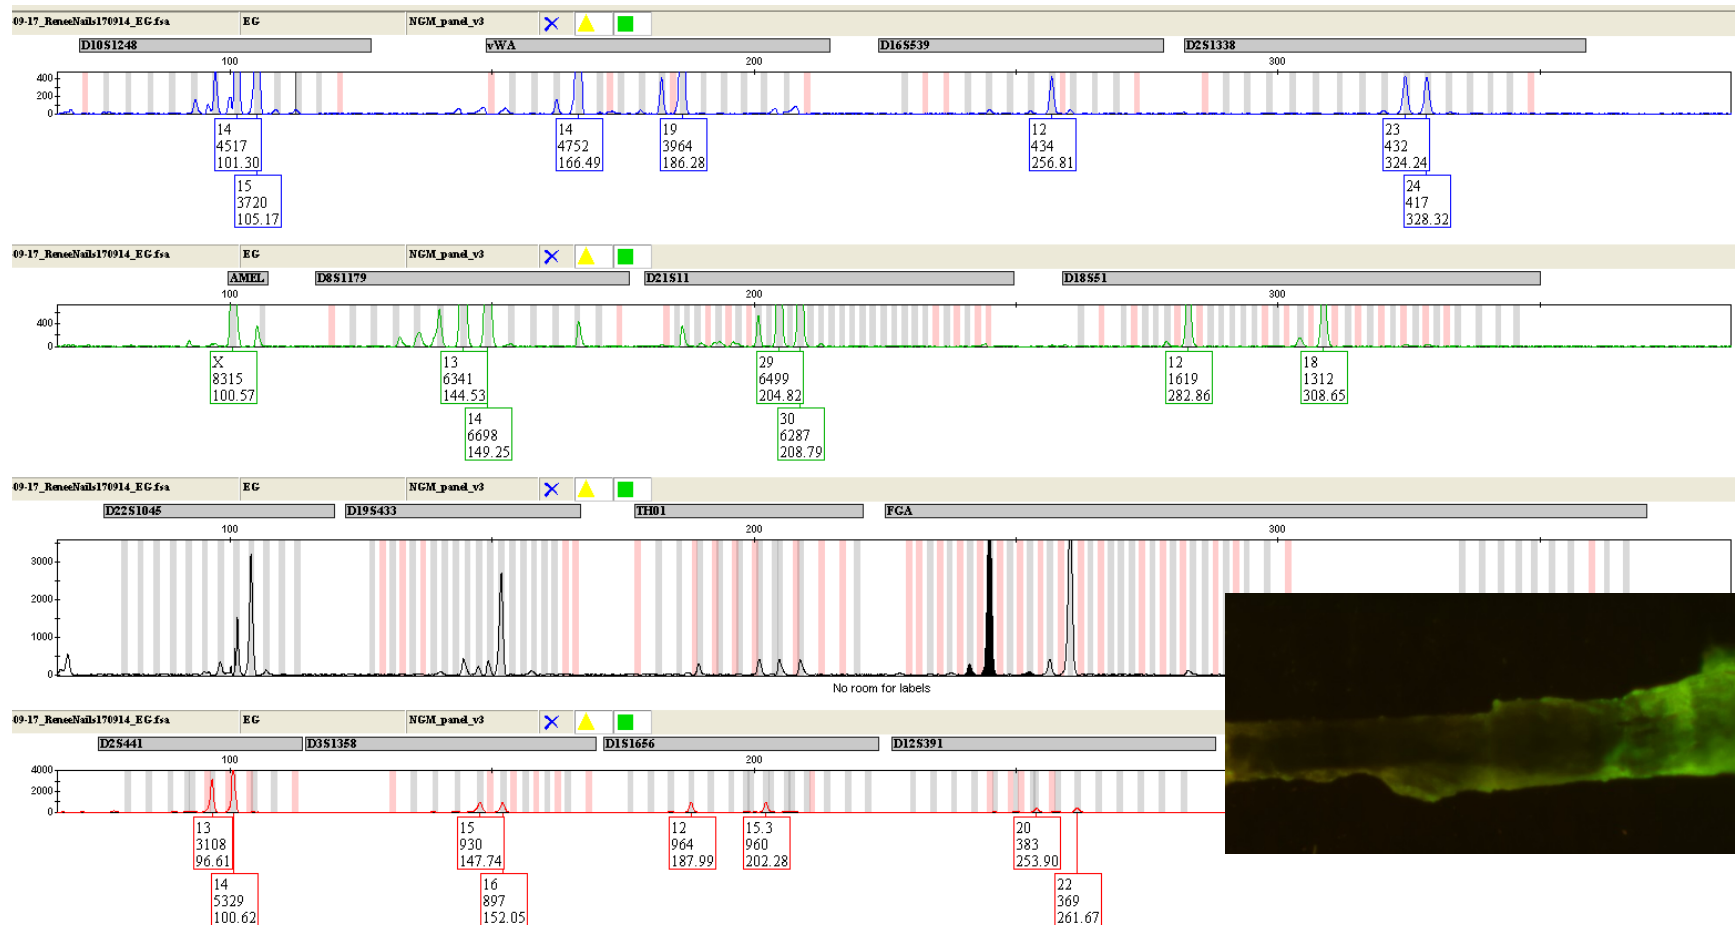 09-17_ReneeNails170914_EG.fsa EG NGM_panel_v3
D10S1248 vWA D16S539 D2S1338
100 200 300
400
200
0
14 14 19 12 23
4517 4752 3964 434 432
101.30 166.49 186.28 256.81 324.24
15 24
3720 417
105.17 328.32
09-17_ReneeNails170914_EG.fsa EG NGM_panel_v3
AMEL D8S1179 D21S11 D18S51
100 200 300
400
0
X 13 29 12 18
8315 6341 6499 1619 1312
100.57 144.53 204.82 282.86 308.65
14 30
6698 6287
149.25 208.79
09-17_ReneeNails170914_EG.fsa EG NGM_panel_v3
D22S1045 D19S433 TH01 FGA
100 200 300
3000
2000
1000
0
No room for labels
09-17_ReneeNails170914_EG.fsa EG NGM_panel_v3
D2S441 D3S1358 D1S1656 D12S391
100 200
4000
2000
0
13 15 12 15.3 20
3108 930 964 960 383
96.61 147.74 187.99 202.28 253.90
14 16 22
5329 897 369
100.62 152.05 261.67